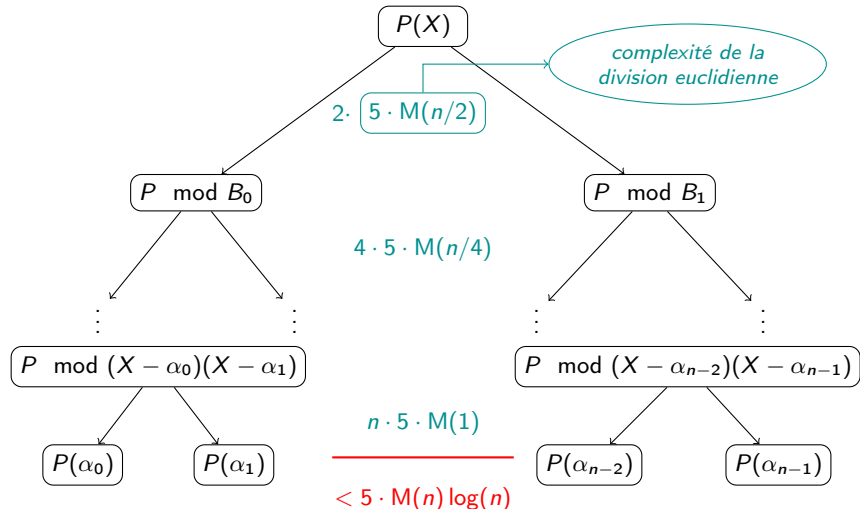 P(X)
complexité de la
division euclidienne
2· 5 · M(n/2)
P mod B₀
P mod B₁
4 · 5 · M(n/4)
⋮ ⋮ ⋮ ⋮
P mod (X − α₀)(X − α₁)
P mod (X − αₙ₋₂)(X − αₙ₋₁)
n · 5 · M(1)
P(α₀) P(α₁) P(αₙ₋₂) P(αₙ₋₁)
< 5 · M(n) log(n)